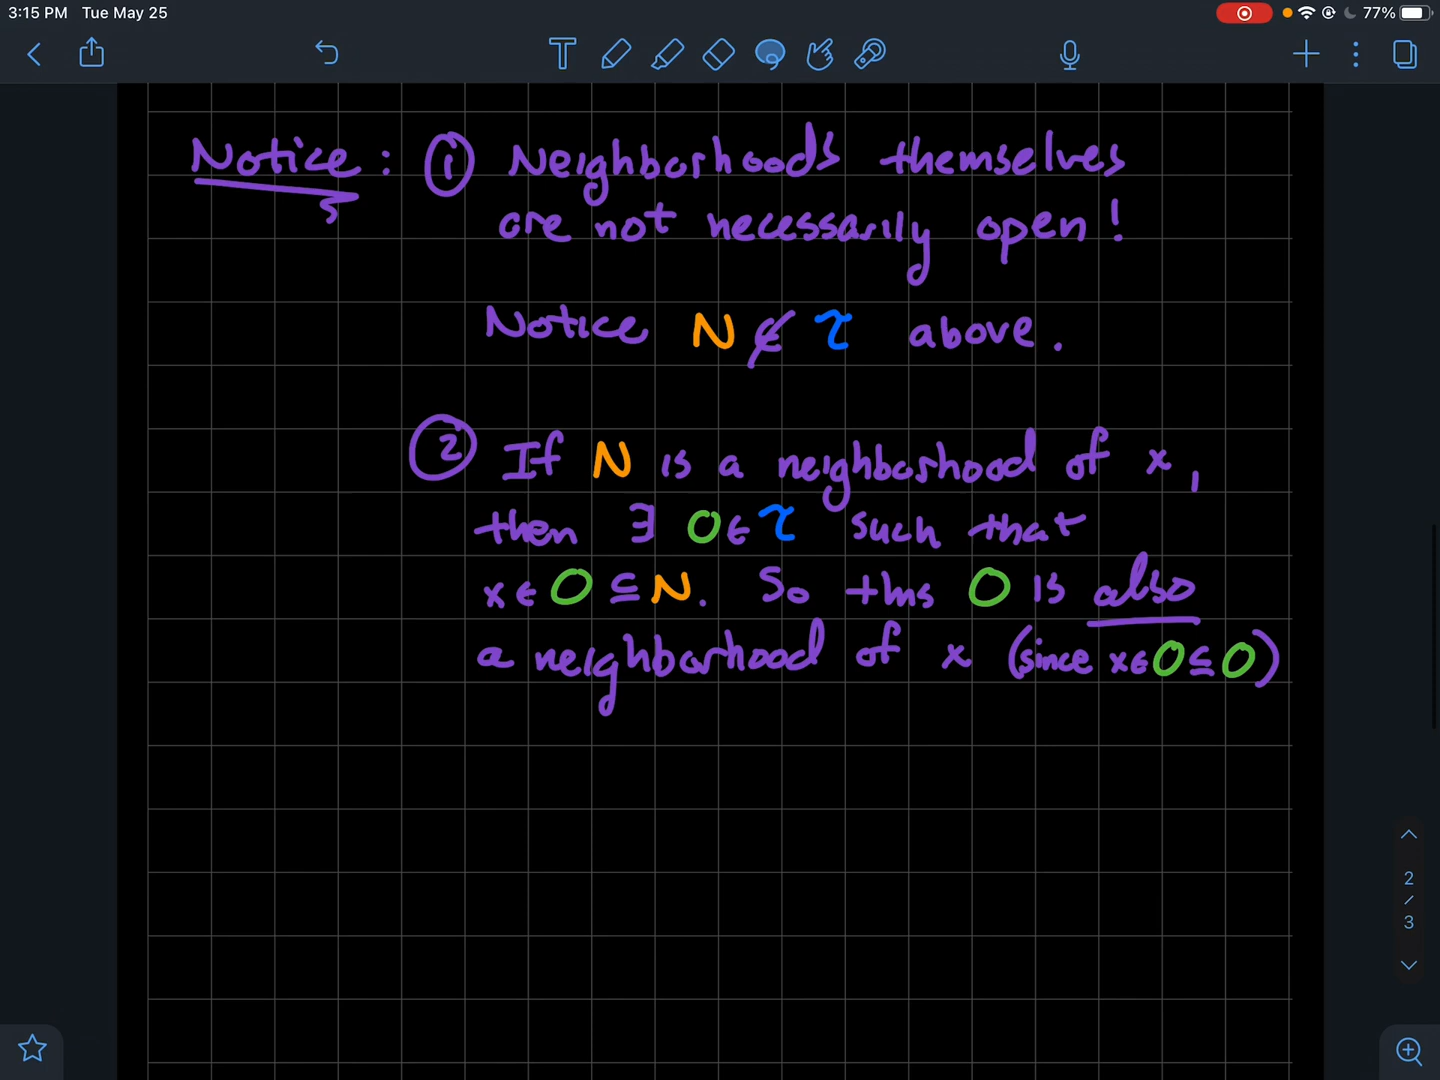 3:15 PM Tue May 25 77%
Notice: ① Neighborhoods themselves
are not necessarily open!
Notice N ∉ τ above.
② If N is a neighborhood of x,
then ∃ O ∈ τ such that
x ∈ O ⊆ N. So this O is also
a neighborhood of x (since x ∈ O ⊆ O)
2
/
3